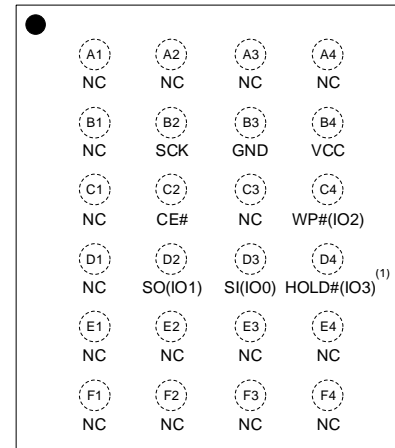 A1 A2 A3 A4
NC NC NC NC
B1 B2 B3 B4
NC SCK GND VCC
C1 C2 C3 C4
NC CE# NC WP#(IO2)
D1 D2 D3 D4
NC SO(IO1) SI(IO0) HOLD#(IO3) (1)
E1 E2 E3 E4
NC NC NC NC
F1 F2 F3 F4
NC NC NC NC